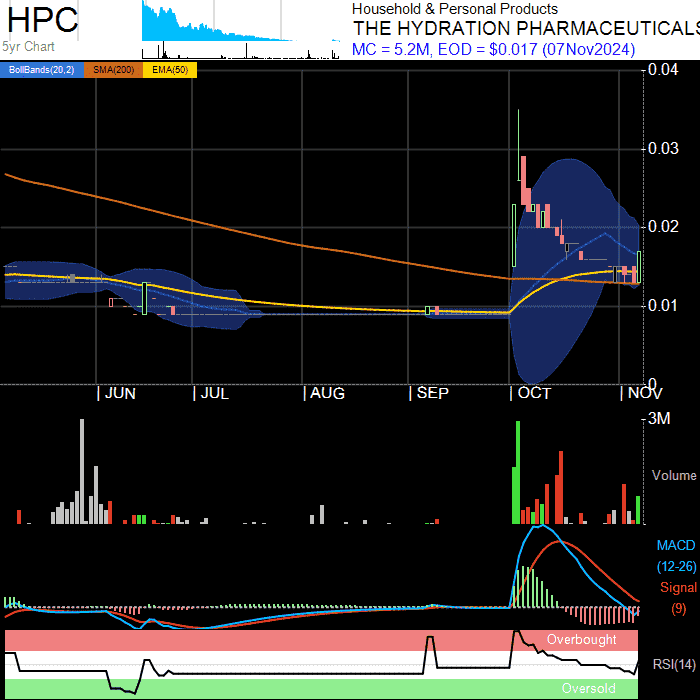 HPC
5yr Chart
Household & Personal Products
THE HYDRATION PHARMACEUTICALS
MC = 5.2M, EOD = $0.017 (07Nov2024)
BollBands(20,2) SMA(200) EMA(50)
0.04
0.03
0.02
0.01
0
JUN JUL AUG SEP OCT NOV
3M
Volume
MACD
(12-26)
Signal
(9)
Overbought
RSI(14)
Oversold